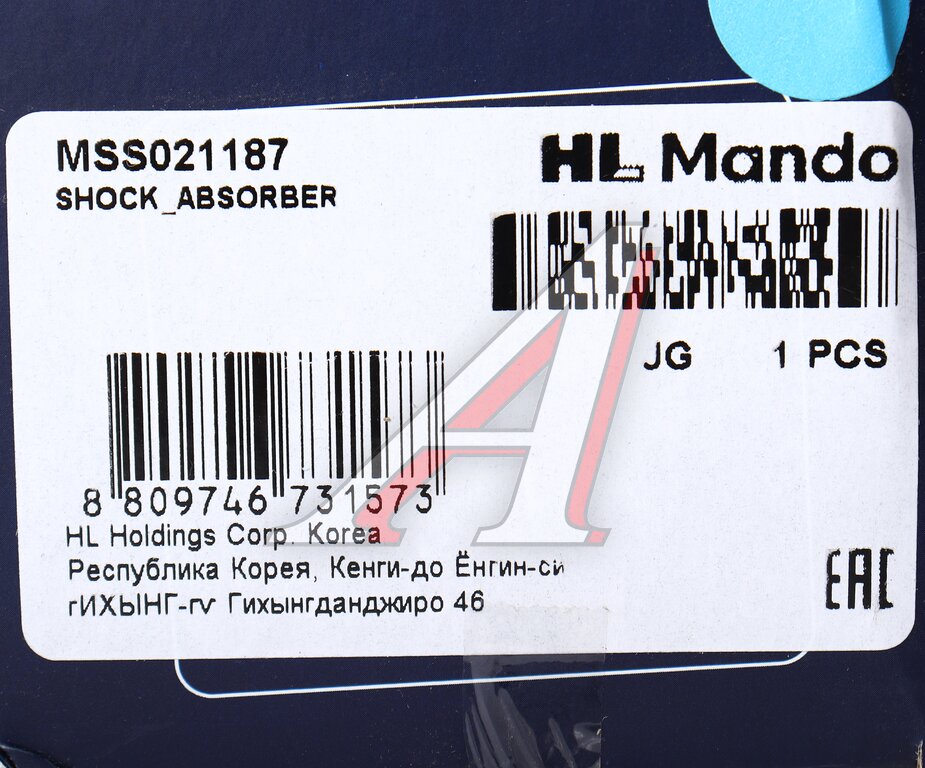 MSS021187
SHOCK_ABSORBER
HL Mando
JG 1 PCS
8 809746 731573
HL Holdings Corp. Korea
Республика Корея, Кенги-до Ёнгин-си
гИХЫНГ-гу Гихынгданджиро 46
EAC